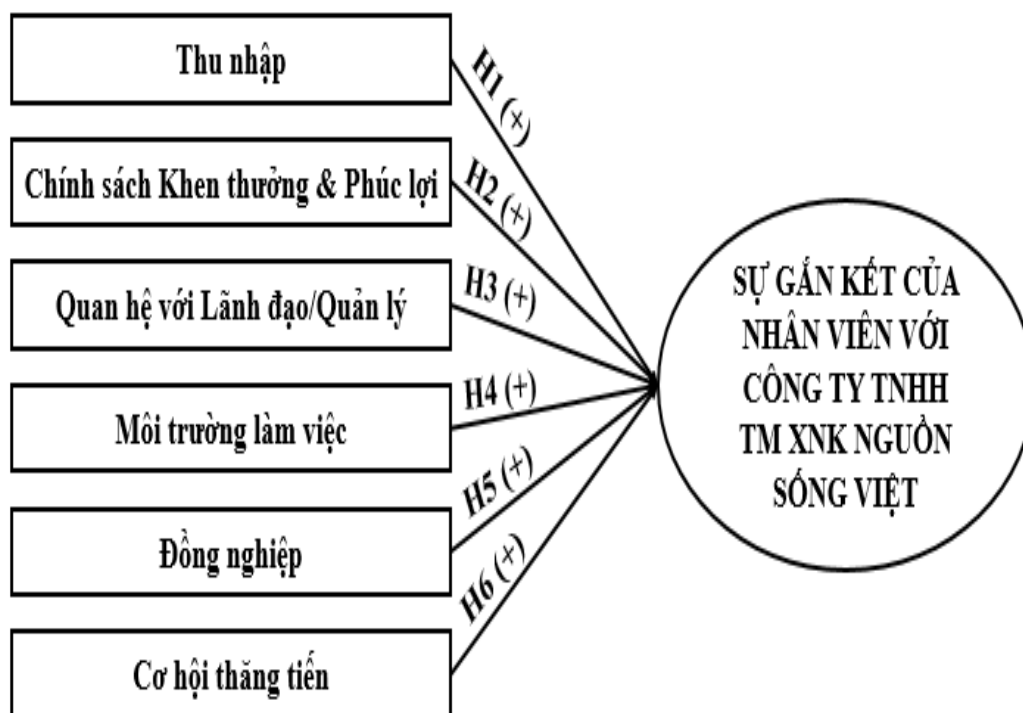 Thu nhập
H1 (+)
Chính sách Khen thưởng & Phúc lợi
H2 (+)
Quan hệ với Lãnh đạo/Quản lý
H3 (+)
Môi trường làm việc
H4 (+)
Đồng nghiệp
H5 (+)
Cơ hội thăng tiến
H6 (+)
SỰ GẮN KẾT CỦA
NHÂN VIÊN VỚI
CÔNG TY TNHH
TM XNK NGUỒN
SỐNG VIỆT